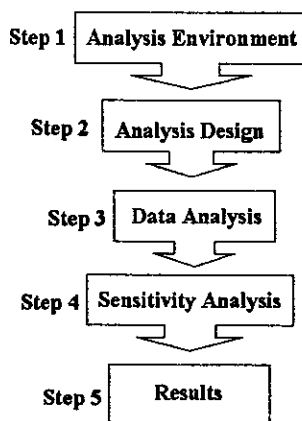 Step 1 Analysis Environment
Step 2 Analysis Design
Step 3 Data Analysis
Step 4 Sensitivity Analysis
Step 5 Results